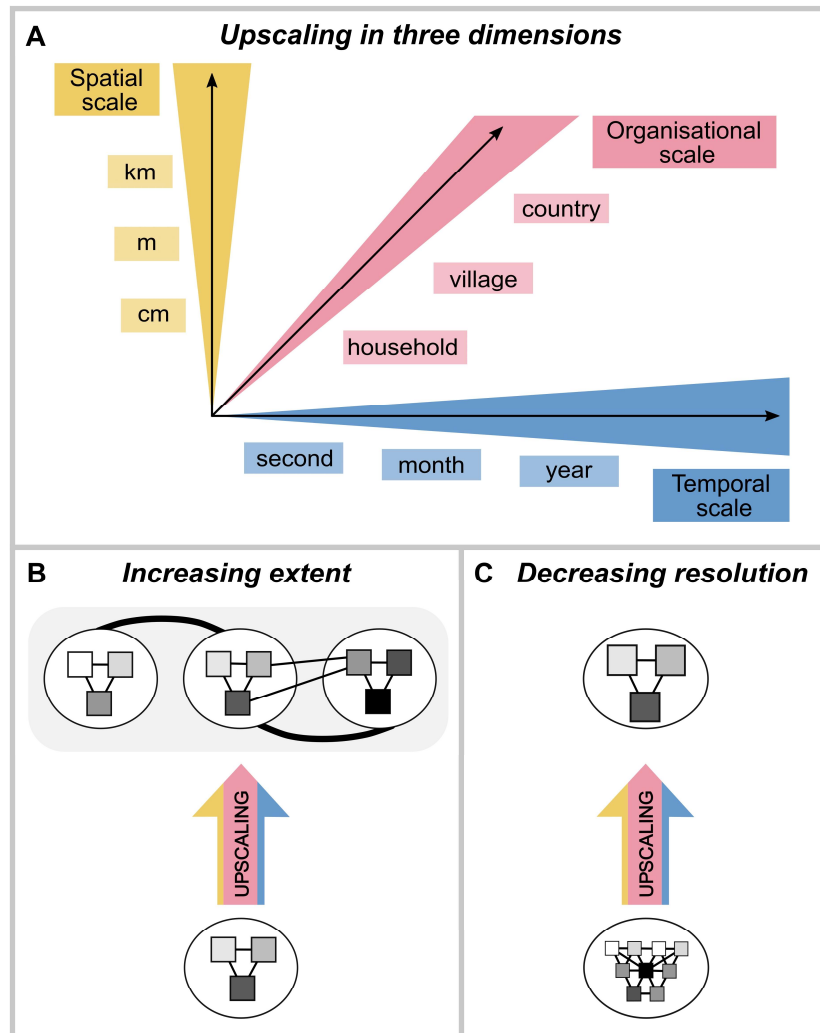 A
Upscaling in three dimensions
Spatial
scale
km
m
cm
Organisational
scale
country
village
household
second
month
year
Temporal
scale
B
Increasing extent
UPSCALING
C
Decreasing resolution
UPSCALING